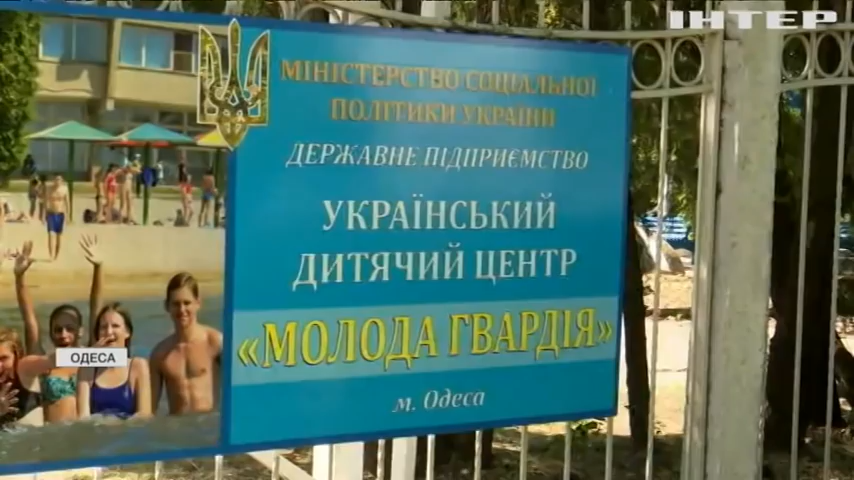 ІНТЕР
МІНІСТЕРСТВО СОЦІАЛЬНОЇ
ПОЛІТИКИ УКРАЇНИ
ДЕРЖАВНЕ ПІДПРИЄМСТВО
УКРАЇНСЬКИЙ
ДИТЯЧИЙ ЦЕНТР
«МОЛОДА ГВАРДІЯ»
м. Одеса
ОДЕСА